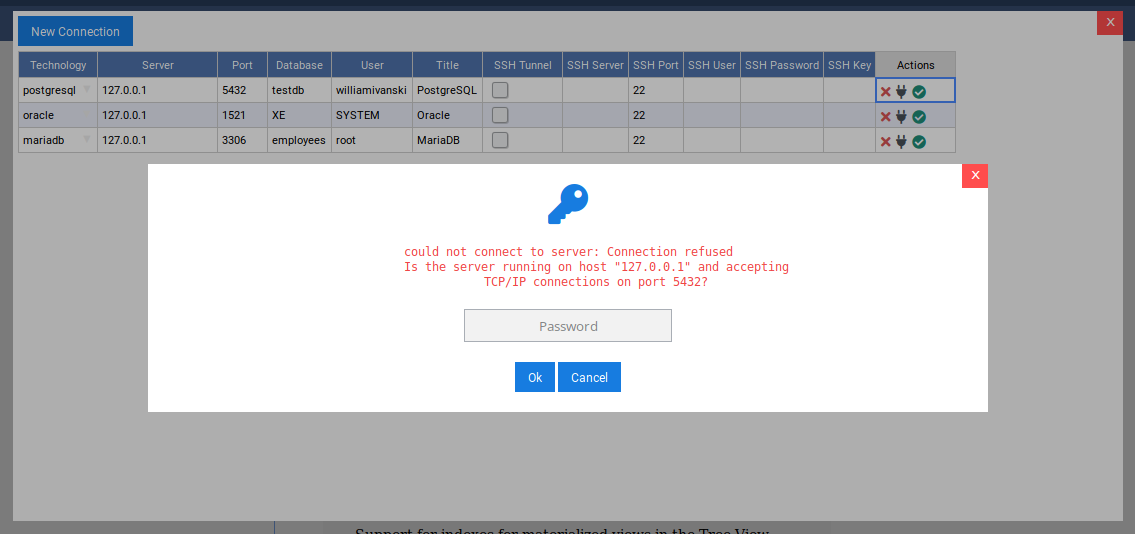 New Connection
X
Technology Server Port Database User Title SSH Tunnel SSH Server SSH Port SSH User SSH Password SSH Key Actions
postgresql 127.0.0.1 5432 testdb williamivanski PostgreSQL 22
oracle 127.0.0.1 1521 XE SYSTEM Oracle 22
mariadb 127.0.0.1 3306 employees root MariaDB 22
X
could not connect to server: Connection refused
Is the server running on host "127.0.0.1" and accepting
TCP/IP connections on port 5432?
Password
Ok Cancel
Support for indexes for materialized views in the Tree View